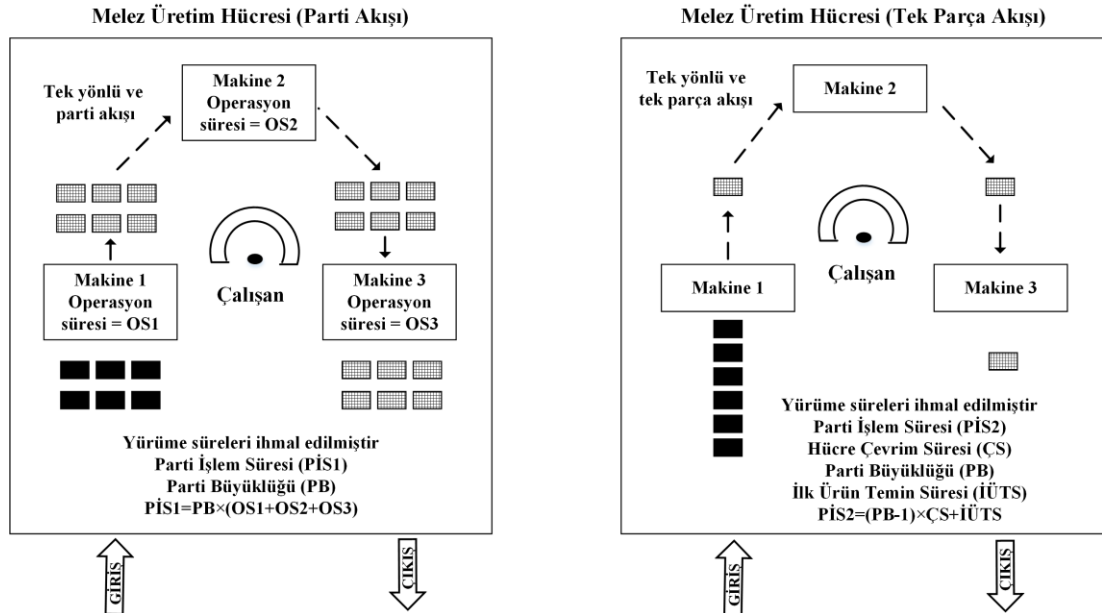 Melez Üretim Hücresi (Parti Akışı)
Tek yönlü ve
parti akışı
Makine 2
Operasyon
süresi = OS2
Çalışan
Makine 1
Operasyon
süresi = OS1
Makine 3
Operasyon
süresi = OS3
Yürüme süreleri ihmal edilmiştir
Parti İşlem Süresi (PİS1)
Parti Büyüklüğü (PB)
PİS1=PB×(OS1+OS2+OS3)
GİRİŞ
ÇIKIŞ
Melez Üretim Hücresi (Tek Parça Akışı)
Tek yönlü ve
tek parça akışı
Makine 2
Çalışan
Makine 1
Makine 3
Yürüme süreleri ihmal edilmiştir
Parti İşlem Süresi (PİS2)
Hücre Çevrim Süresi (ÇS)
Parti Büyüklüğü (PB)
İlk Ürün Temin Süresi (İÜTS)
PİS2=(PB-1)×ÇS+İÜTS
GİRİŞ
ÇIKIŞ